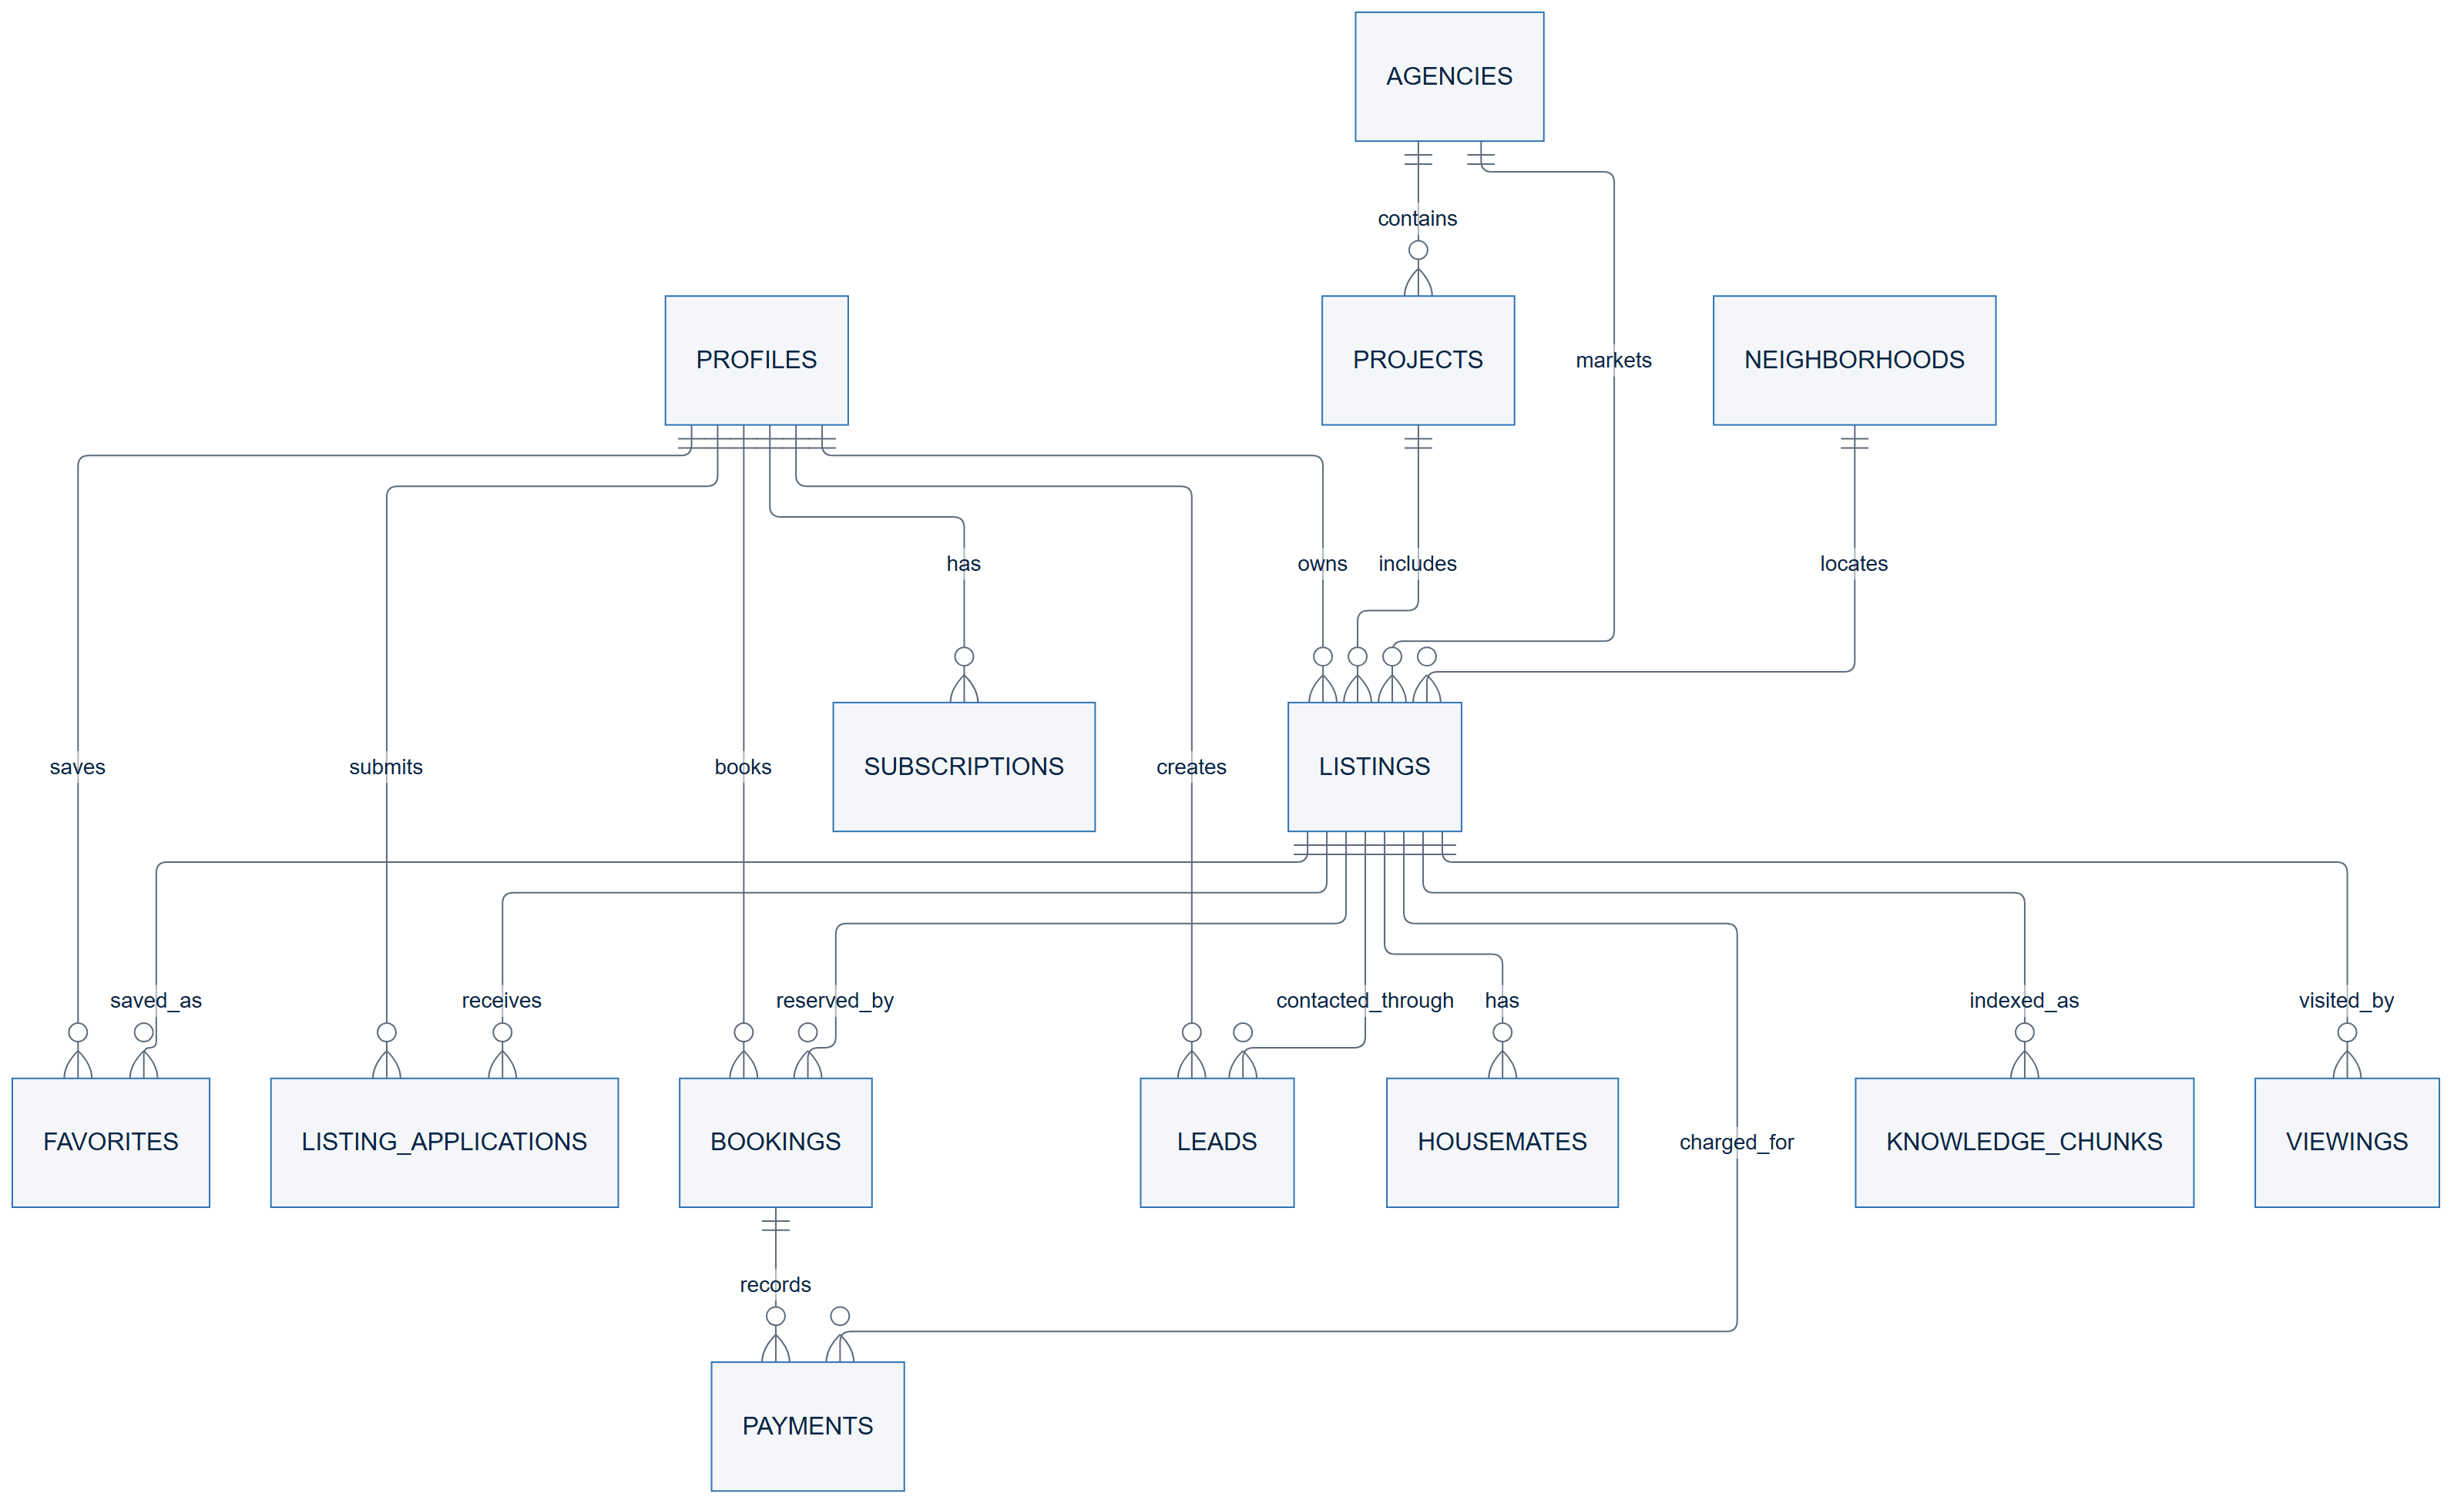 AGENCIES
contains
PROFILES
PROJECTS
markets
NEIGHBORHOODS
has
owns
includes
locates
saves
submits
books
SUBSCRIPTIONS
creates
LISTINGS
saved_as
receives
reserved_by
contacted_through
has
indexed_as
visited_by
FAVORITES
LISTING_APPLICATIONS
BOOKINGS
LEADS
HOUSEMATES
charged_for
KNOWLEDGE_CHUNKS
VIEWINGS
records
PAYMENTS